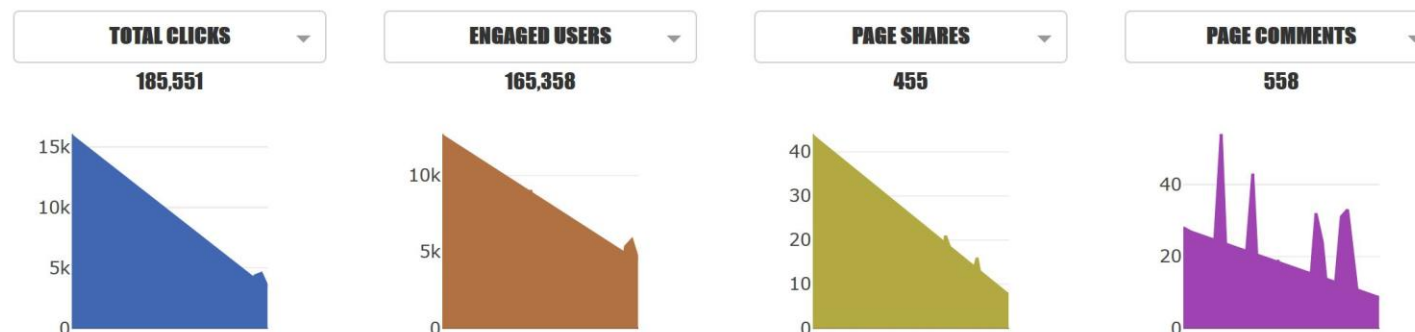 TOTAL CLICKS
185,551
15k
10k
5k
0
ENGAGED USERS
165,358
10k
5k
0
PAGE SHARES
455
40
30
20
10
0
PAGE COMMENTS
558
40
20
0